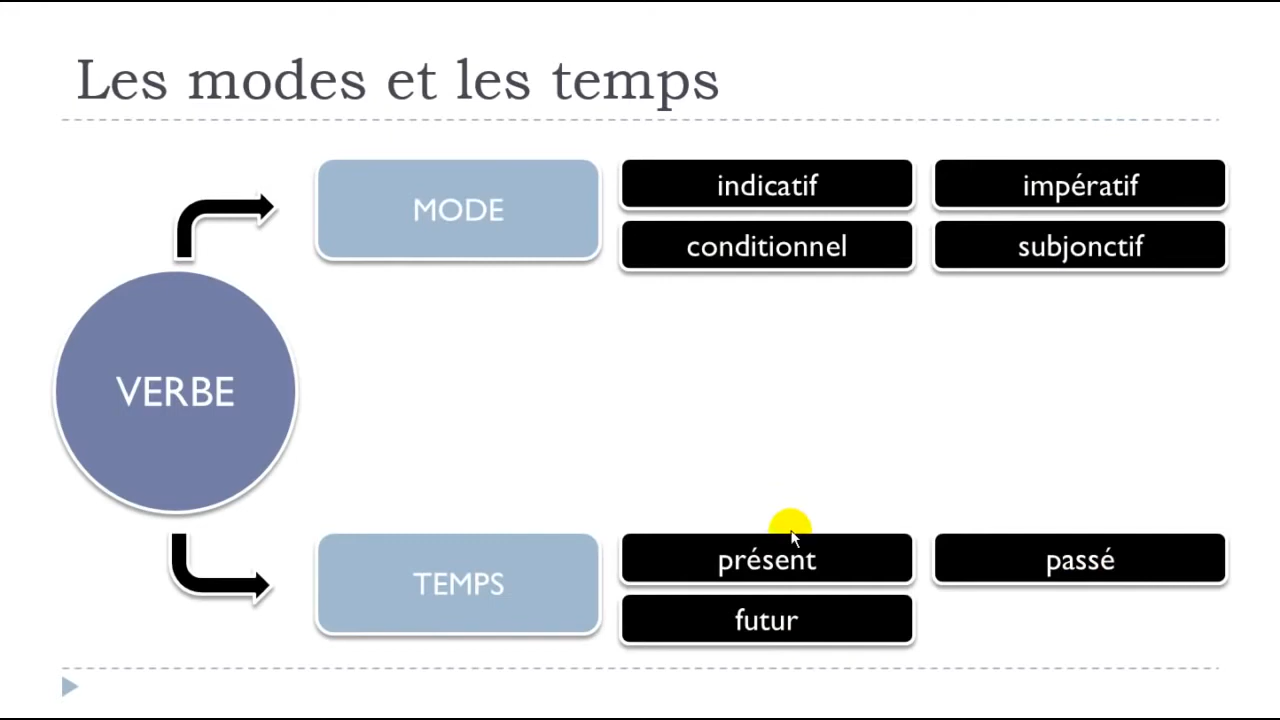 Les modes et les temps
MODE
indicatif
impératif
conditionnel
subjonctif
VERBE
TEMPS
présent
passé
futur